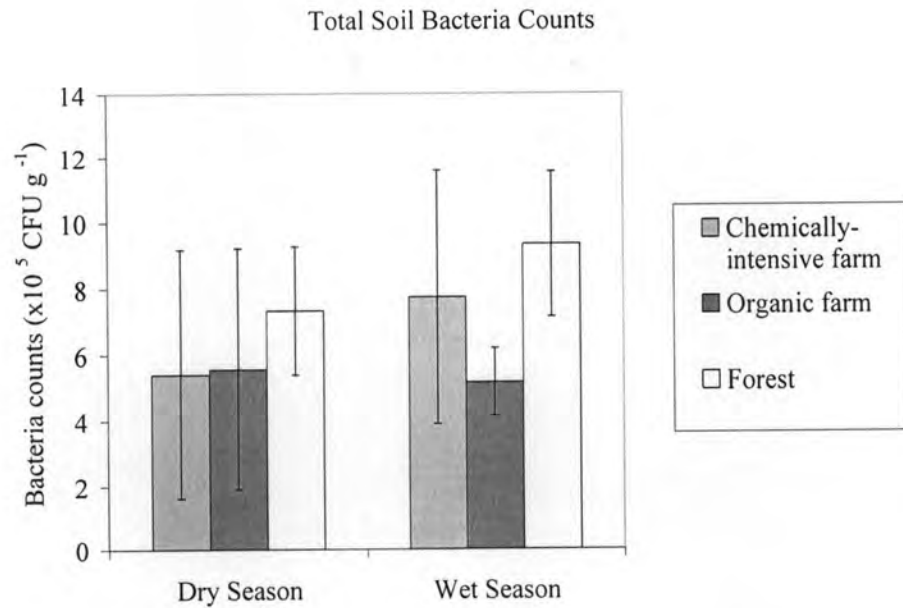 Total Soil Bacteria Counts
14
12
10
8
6
4
2
0
Bacteria counts (x10 ⁵ CFU g ⁻¹)
Dry Season
Wet Season
Chemically-
intensive farm
Organic farm
Forest